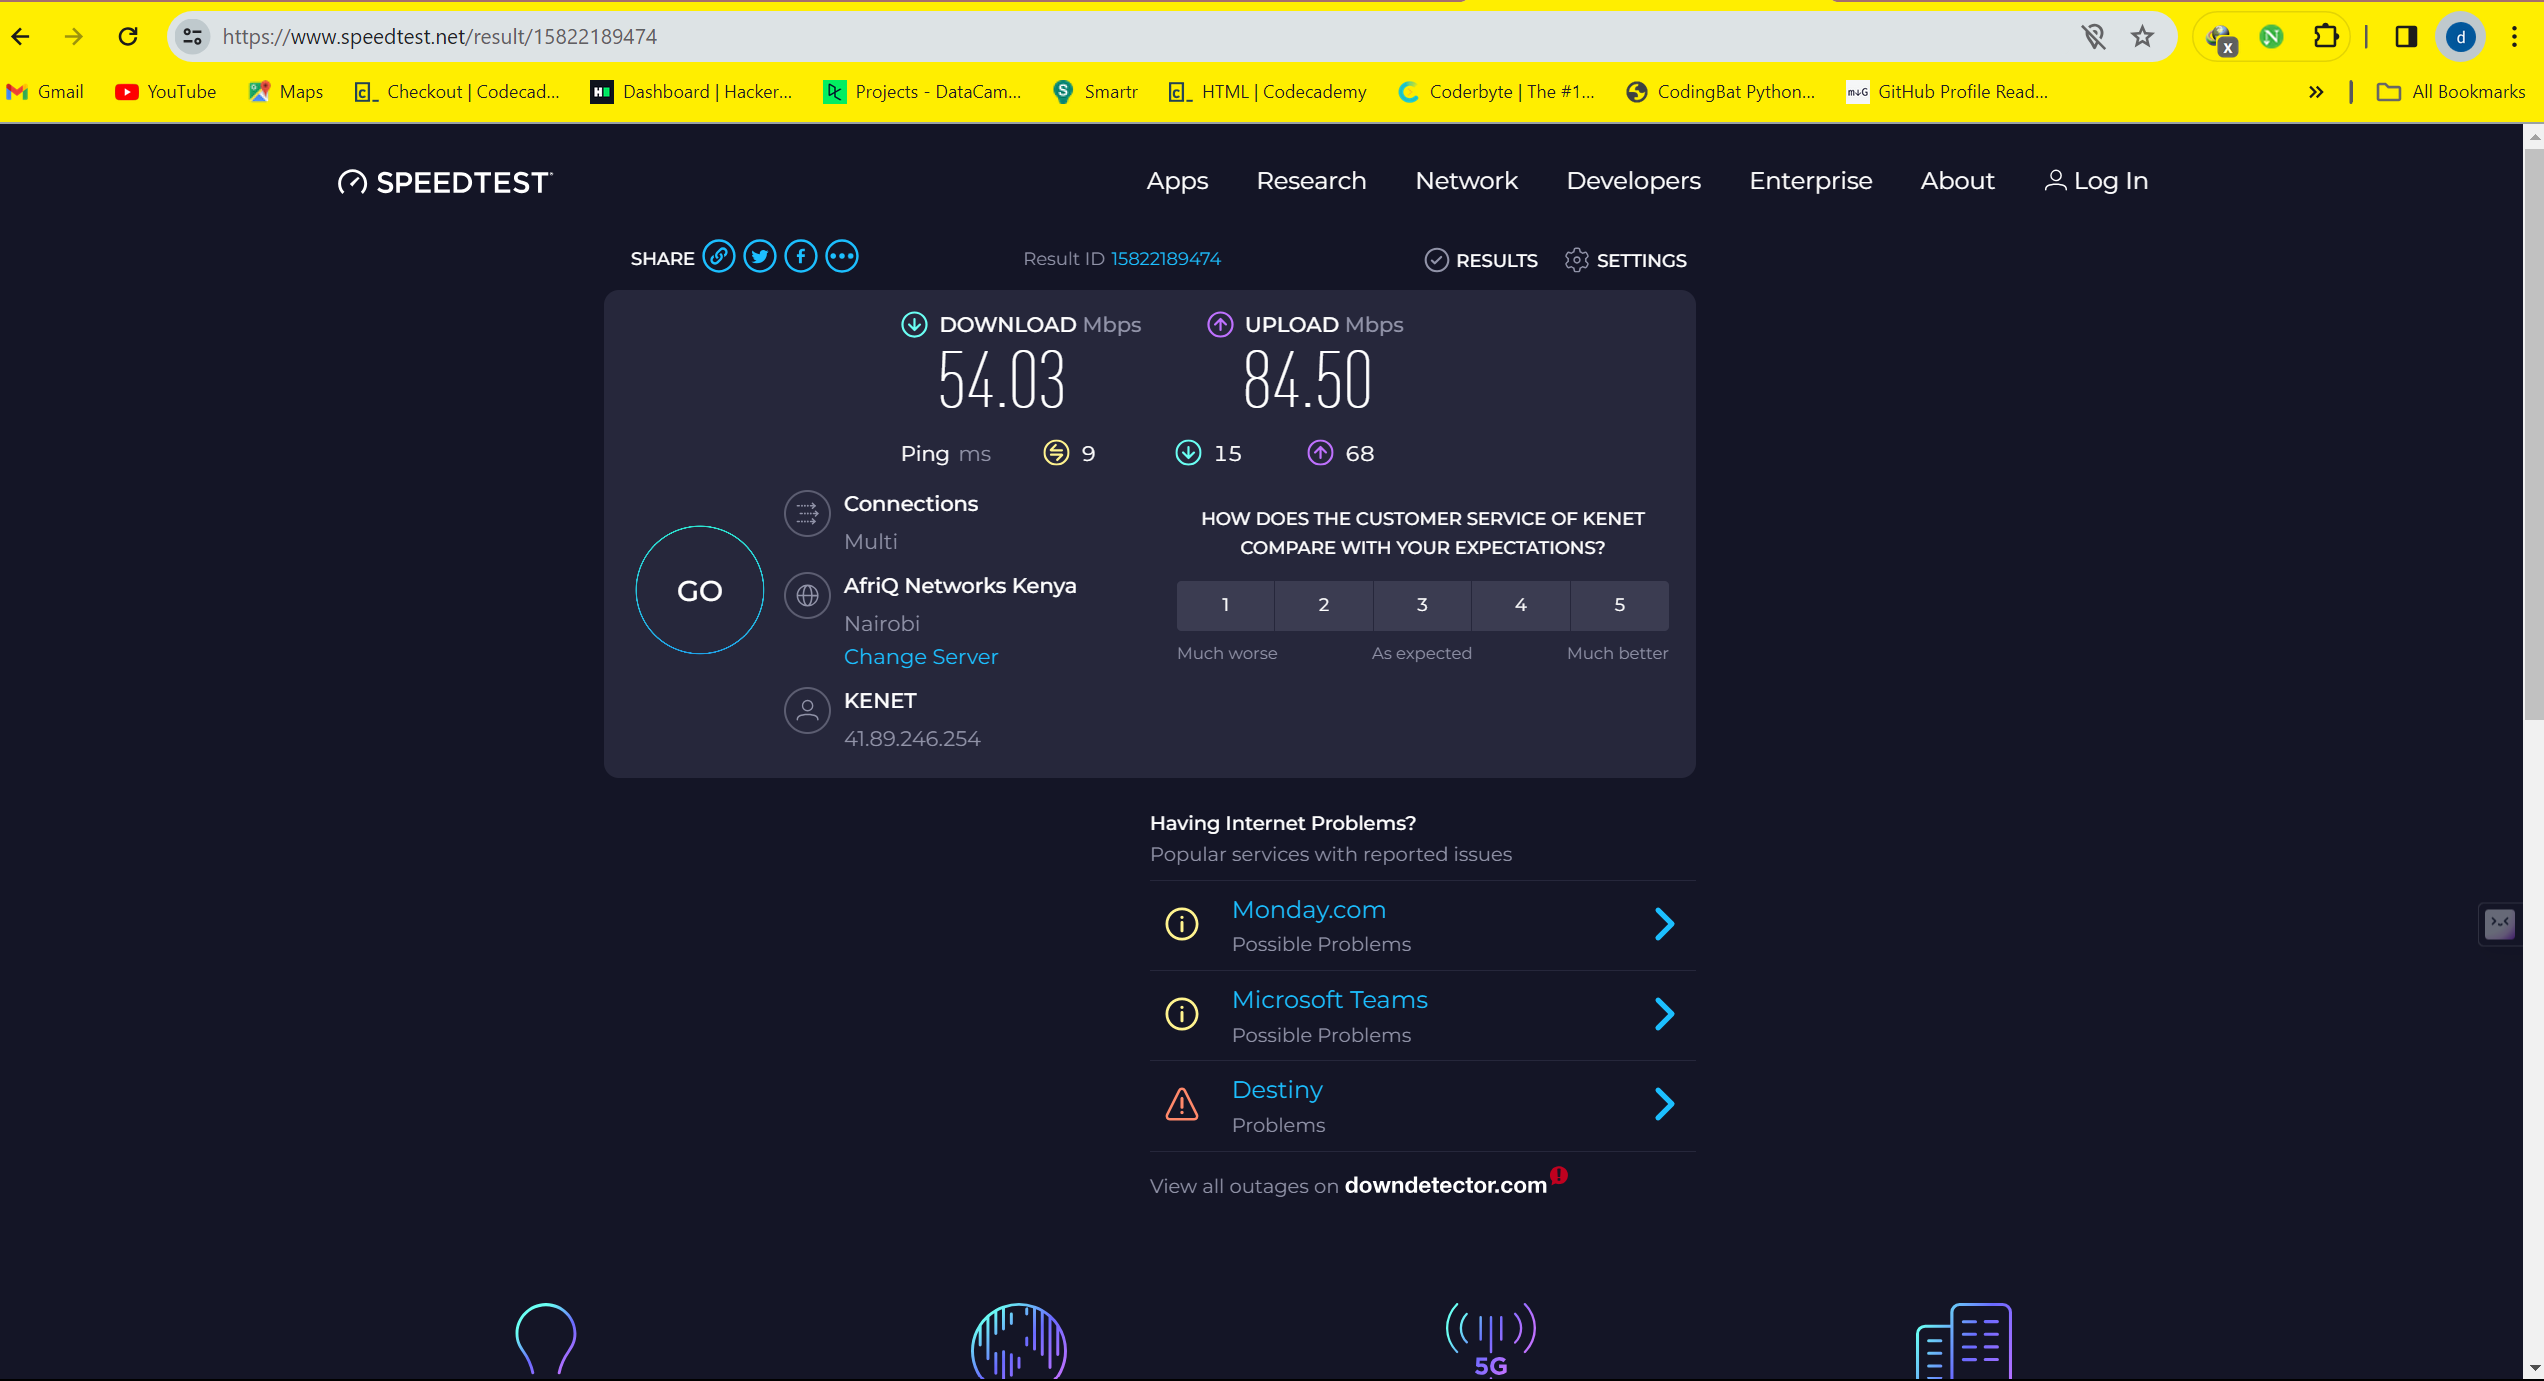 https://www.speedtest.net/result/15822189474
x
N
d
Gmail
YouTube
Maps
Checkout | Codecad...
Dashboard | Hacker...
Projects - DataCam...
Smartr
HTML | Codecademy
Coderbyte | The #1...
CodingBat Python...
GitHub Profile Read...
»
All Bookmarks
SPEEDTEST
Apps
Research
Network
Developers
Enterprise
About
Log In
SHARE
Result ID 15822189474
RESULTS
SETTINGS
DOWNLOAD Mbps
54.03
UPLOAD Mbps
84.50
Ping ms 9 15 68
GO
Connections
Multi
AfriQ Networks Kenya
Nairobi
Change Server
KENET
41.89.246.254
HOW DOES THE CUSTOMER SERVICE OF KENET
COMPARE WITH YOUR EXPECTATIONS?
1 2 3 4 5
Much worse As expected Much better
Having Internet Problems?
Popular services with reported issues
Monday.com
Possible Problems
Microsoft Teams
Possible Problems
Destiny
Problems
View all outages on downdetector.com
5G